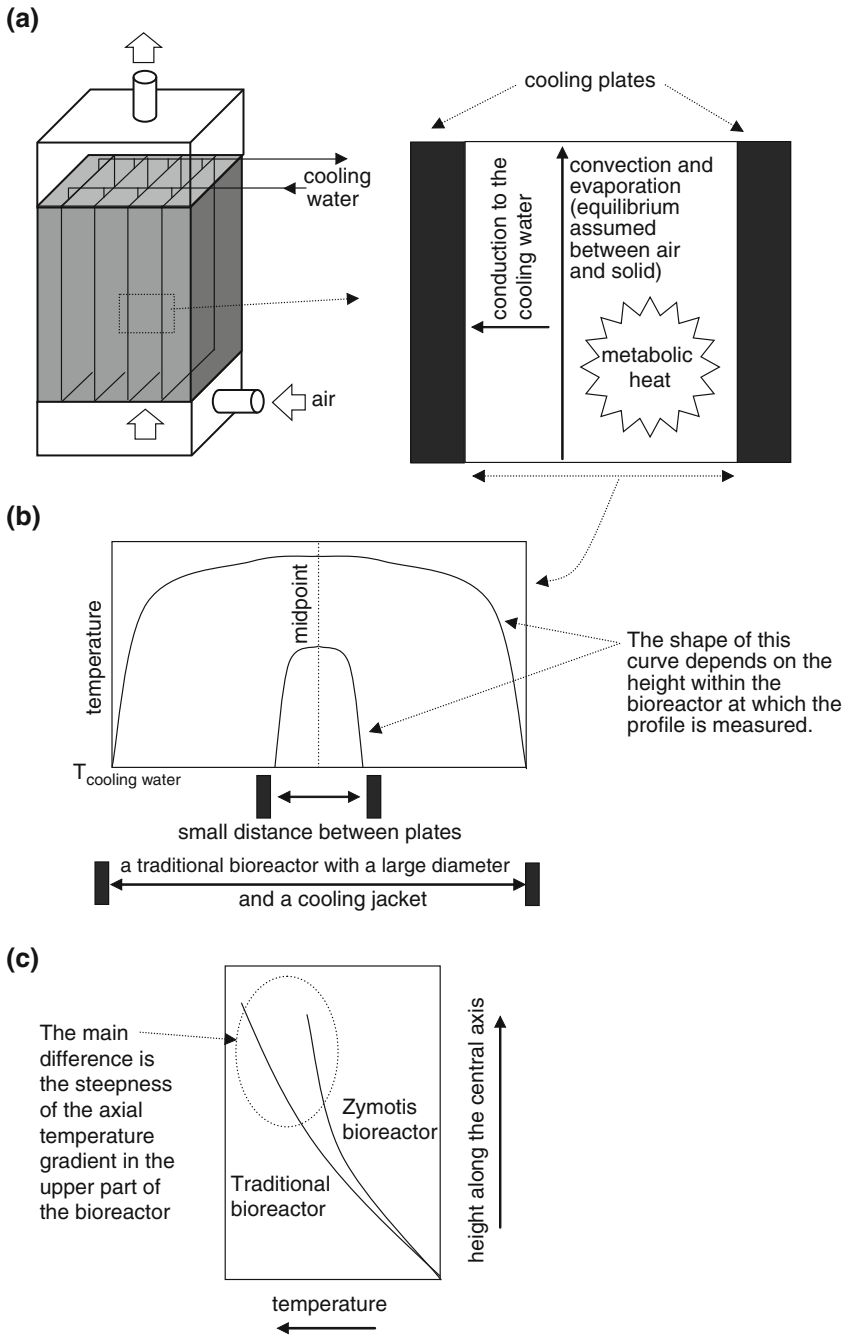 (a)
cooling
water
air
cooling plates
conduction to the
cooling water
convection and
evaporation
(equilibrium
assumed
between air
and solid)
metabolic
heat
(b)
temperature
midpoint
T cooling water
The shape of this
curve depends on the
height within the
bioreactor at which the
profile is measured.
small distance between plates
a traditional bioreactor with a large diameter
and a cooling jacket
(c)
The main
difference is
the steepness
of the axial
temperature
gradient in the
upper part of
the bioreactor
Zymotis
bioreactor
Traditional
bioreactor
height along the central axis
temperature